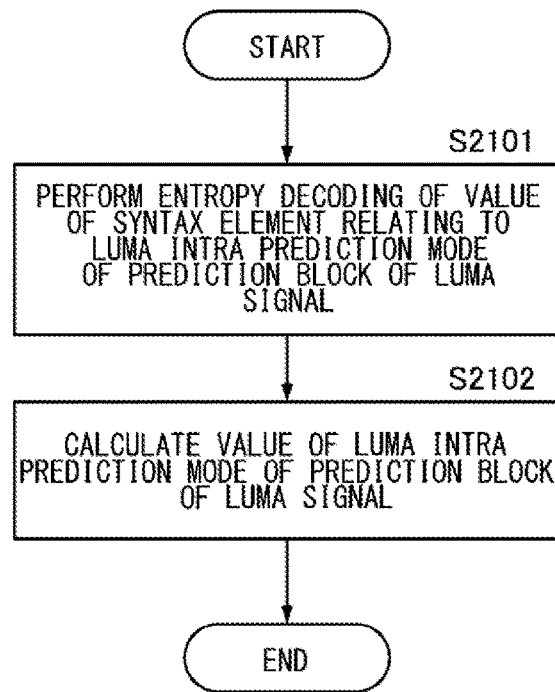 START
S2101
PERFORM ENTROPY DECODING OF VALUE
OF SYNTAX ELEMENT RELATING TO
LUMA INTRA PREDICTION MODE
OF PREDICTION BLOCK OF LUMA
SIGNAL
S2102
CALCULATE VALUE OF LUMA INTRA
PREDICTION MODE OF PREDICTION BLOCK
OF LUMA SIGNAL
END